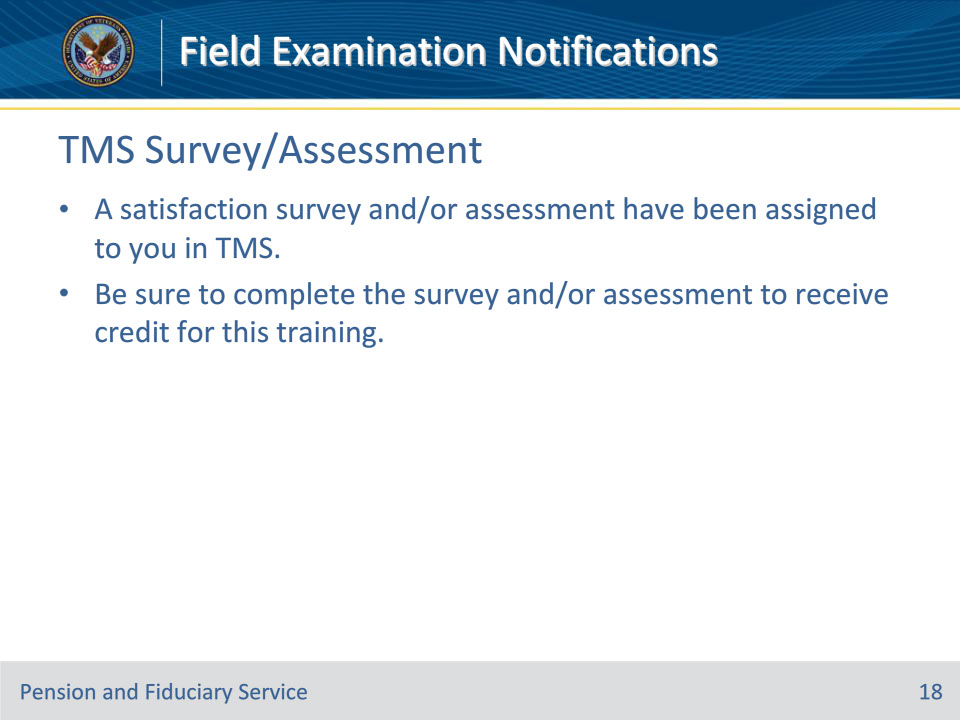 Field Examination Notifications
TMS Survey/Assessment
• A satisfaction survey and/or assessment have been assigned
to you in TMS.
• Be sure to complete the survey and/or assessment to receive
credit for this training.
Pension and Fiduciary Service
18